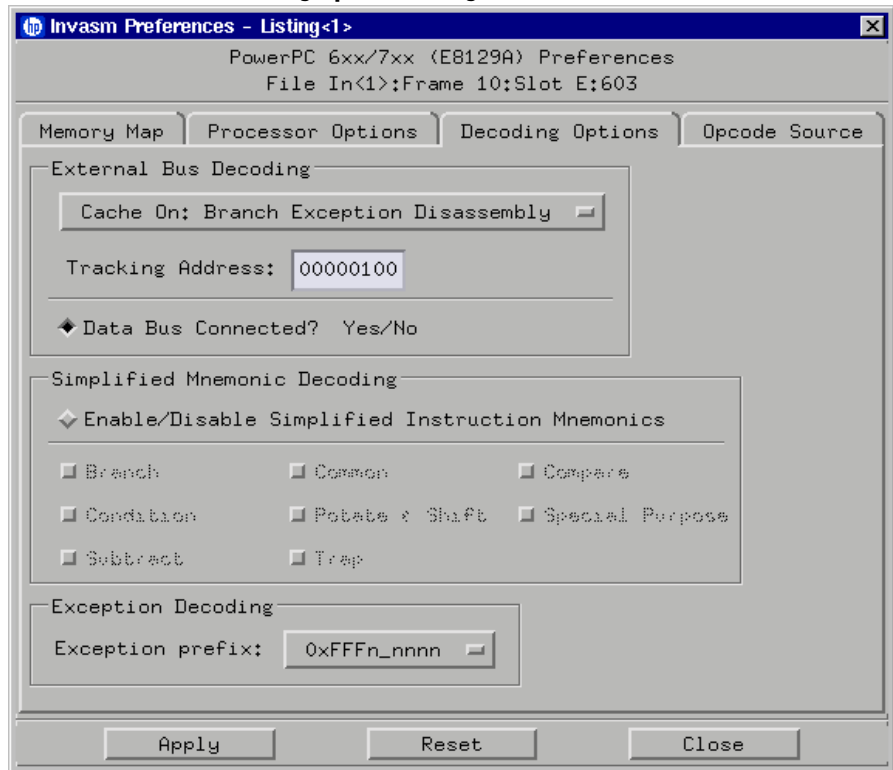 hp Invasm Preferences - Listing<1>
PowerPC 6xx/7xx (E8129A) Preferences
File In<1>:Frame 10:Slot E:603
Memory Map Processor Options Decoding Options Opcode Source
External Bus Decoding
Cache On: Branch Exception Disassembly
Tracking Address: 00000100
Data Bus Connected? Yes/No
Simplified Mnemonic Decoding
Enable/Disable Simplified Instruction Mnemonics
Branch Common Compare
Condition Rotate & Shift Special Purpose
Subtract Trap
Exception Decoding
Exception prefix: 0xFFFn_nnnn
Apply Reset Close